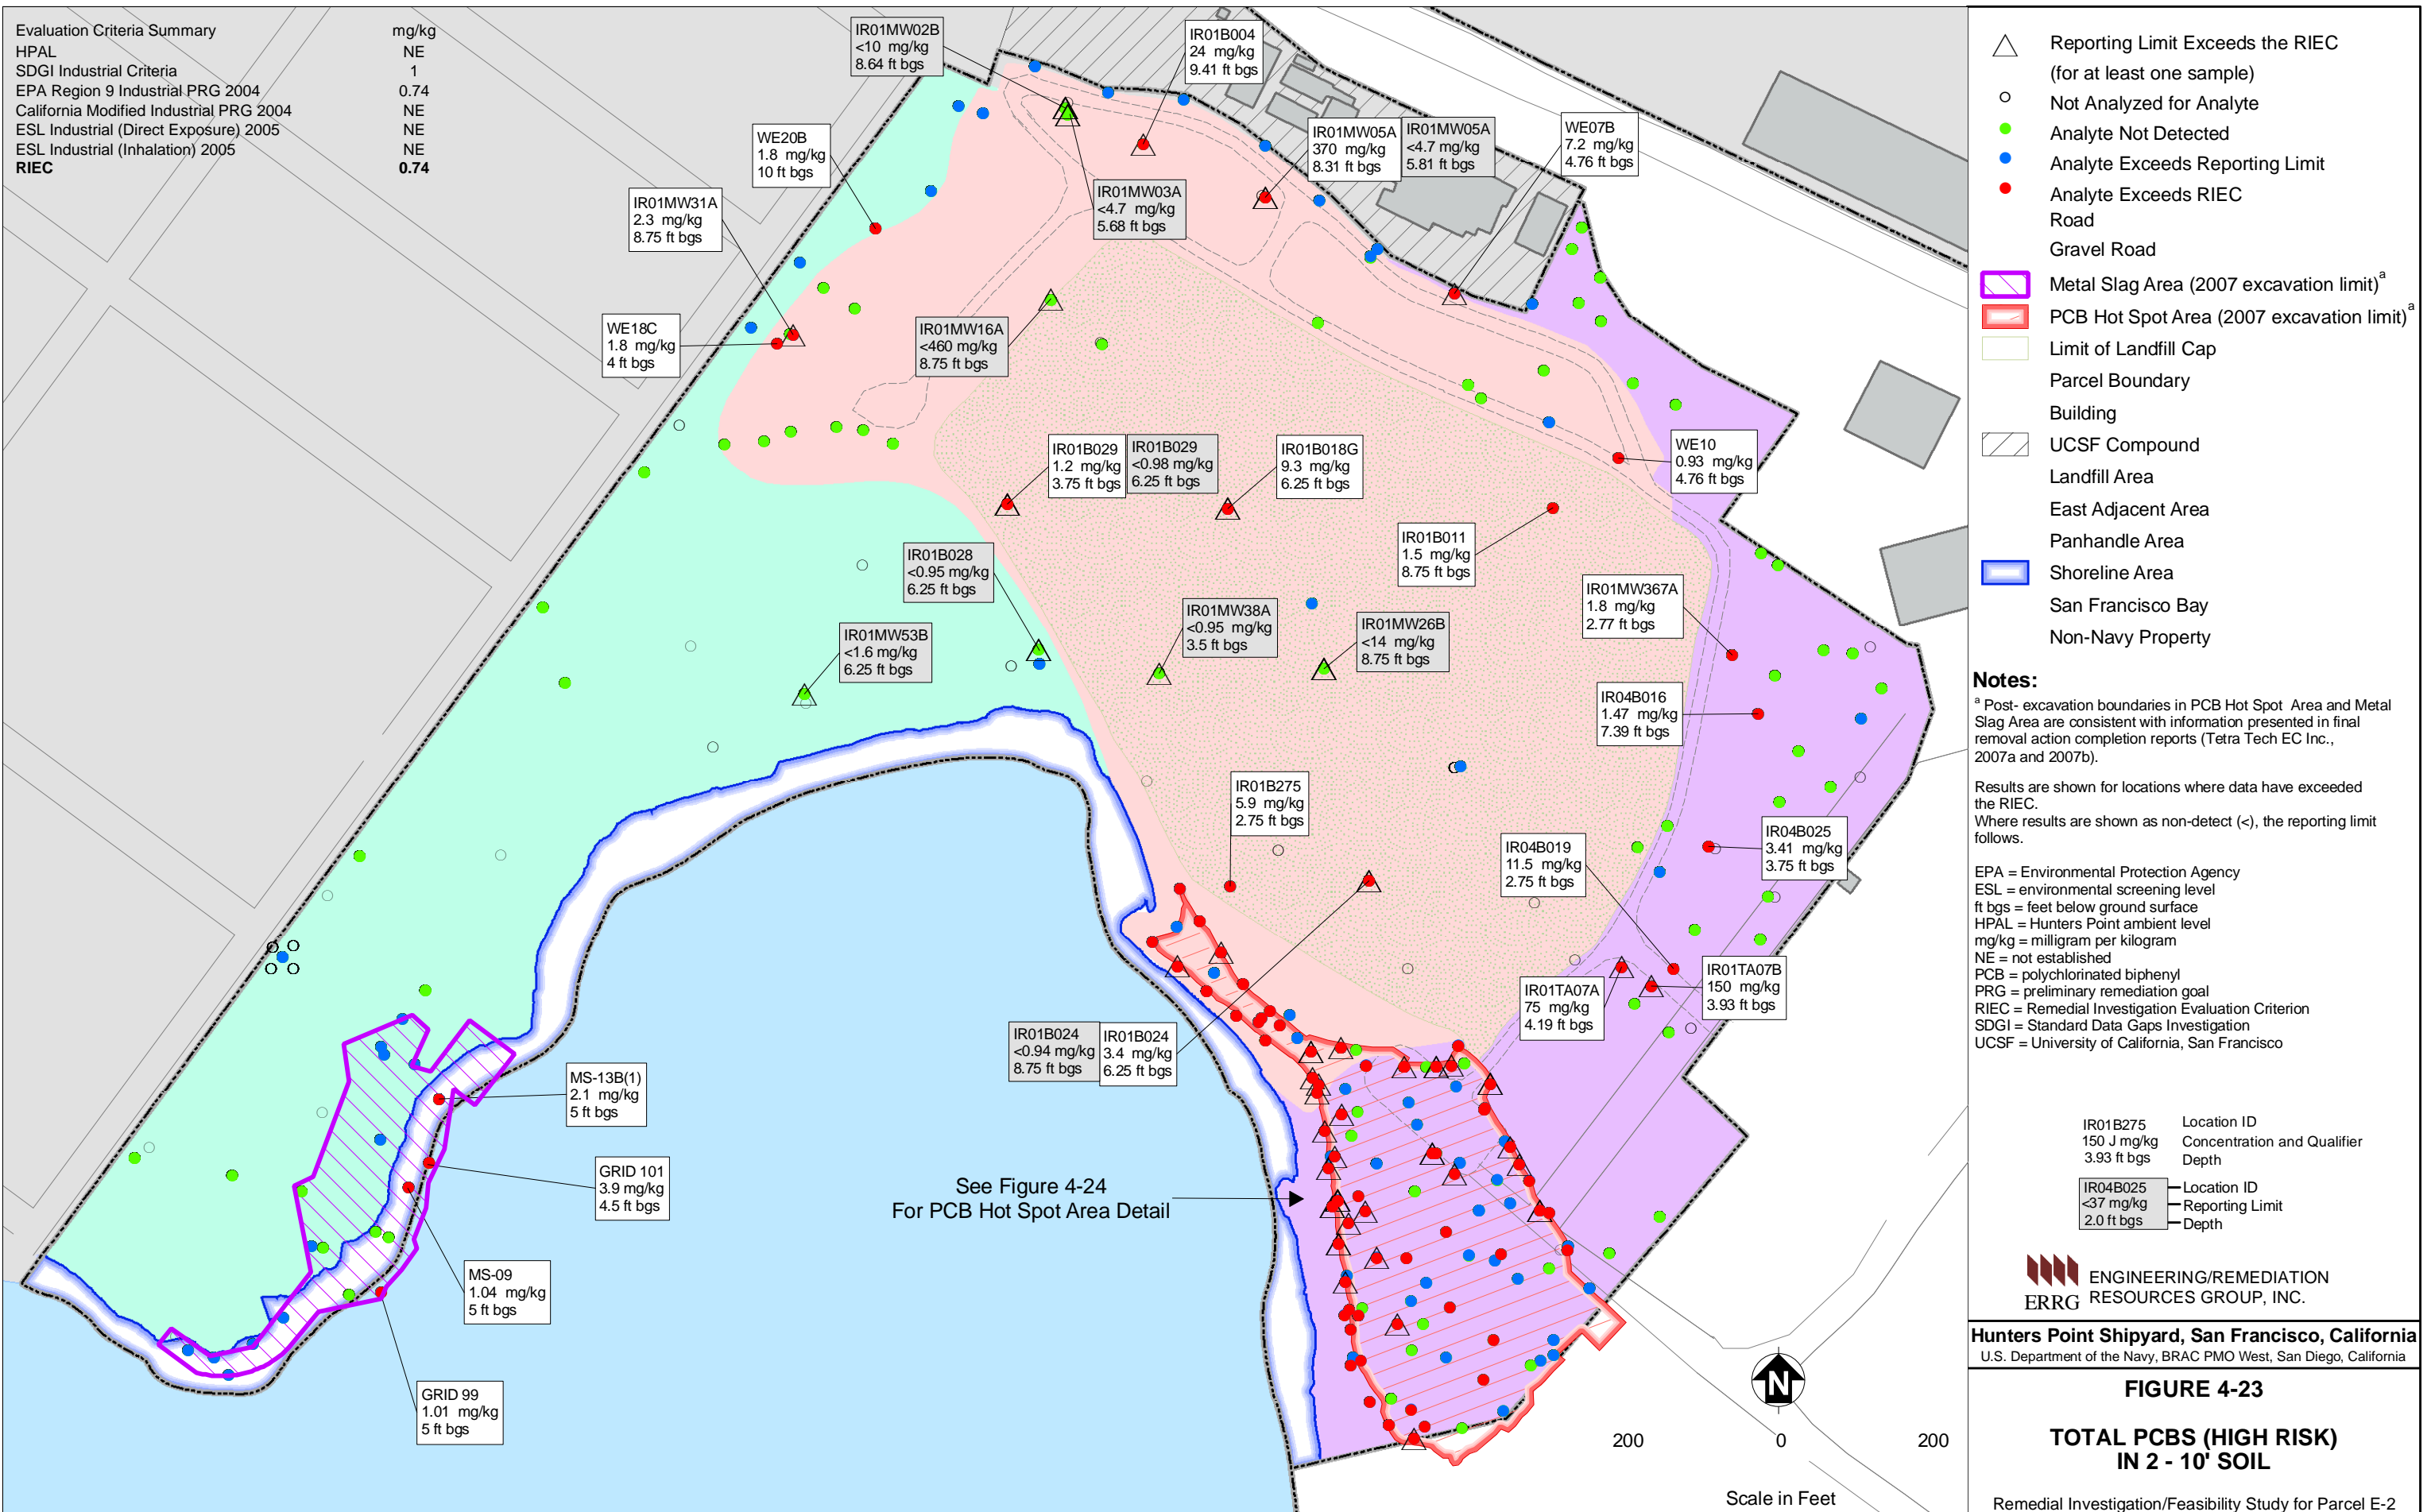 Evaluation Criteria Summary mg/kg
HPAL NE
SDGI Industrial Criteria 1
EPA Region 9 Industrial PRG 2004 0.74
California Modified Industrial PRG 2004 NE
ESL Industrial (Direct Exposure) 2005 NE
ESL Industrial (Inhalation) 2005 NE
RIEC 0.74
IR01MW02B
<10 mg/kg
8.64 ft bgs
IR01B004
24 mg/kg
9.41 ft bgs
WE20B
1.8 mg/kg
10 ft bgs
IR01MW05A
370 mg/kg
8.31 ft bgs
IR01MW05A
<4.7 mg/kg
5.81 ft bgs
WE07B
7.2 mg/kg
4.76 ft bgs
IR01MW31A
2.3 mg/kg
8.75 ft bgs
IR01MW03A
<4.7 mg/kg
5.68 ft bgs
WE18C
1.8 mg/kg
4 ft bgs
IR01MW16A
<460 mg/kg
8.75 ft bgs
IR01B029
1.2 mg/kg
3.75 ft bgs
IR01B029
<0.98 mg/kg
6.25 ft bgs
IR01B018G
9.3 mg/kg
6.25 ft bgs
WE10
0.93 mg/kg
4.76 ft bgs
IR01B011
1.5 mg/kg
8.75 ft bgs
IR01B028
<0.95 mg/kg
6.25 ft bgs
IR01MW367A
1.8 mg/kg
2.77 ft bgs
IR01MW38A
<0.95 mg/kg
3.5 ft bgs
IR01MW26B
<14 mg/kg
8.75 ft bgs
IR01MW53B
<1.6 mg/kg
6.25 ft bgs
IR04B016
1.47 mg/kg
7.39 ft bgs
IR01B275
5.9 mg/kg
2.75 ft bgs
IR04B019
11.5 mg/kg
2.75 ft bgs
IR04B025
3.41 mg/kg
3.75 ft bgs
IR01TA07A
75 mg/kg
4.19 ft bgs
IR01TA07B
150 mg/kg
3.93 ft bgs
IR01B024
<0.94 mg/kg
8.75 ft bgs
IR01B024
3.4 mg/kg
6.25 ft bgs
MS-13B(1)
2.1 mg/kg
5 ft bgs
GRID 101
3.9 mg/kg
4.5 ft bgs
See Figure 4-24
For PCB Hot Spot Area Detail
MS-09
1.04 mg/kg
5 ft bgs
GRID 99
1.01 mg/kg
5 ft bgs
N
200 0 200
Scale in Feet
Reporting Limit Exceeds the RIEC
(for at least one sample)
Not Analyzed for Analyte
Analyte Not Detected
Analyte Exceeds Reporting Limit
Analyte Exceeds RIEC
Road
Gravel Road
Metal Slag Area (2007 excavation limit)a
PCB Hot Spot Area (2007 excavation limit)a
Limit of Landfill Cap
Parcel Boundary
Building
UCSF Compound
Landfill Area
East Adjacent Area
Panhandle Area
Shoreline Area
San Francisco Bay
Non-Navy Property
Notes:
a Post- excavation boundaries in PCB Hot Spot Area and Metal
Slag Area are consistent with information presented in final
removal action completion reports (Tetra Tech EC Inc.,
2007a and 2007b).
Results are shown for locations where data have exceeded
the RIEC.
Where results are shown as non-detect (<), the reporting limit
follows.
EPA = Environmental Protection Agency
ESL = environmental screening level
ft bgs = feet below ground surface
HPAL = Hunters Point ambient level
mg/kg = milligram per kilogram
NE = not established
PCB = polychlorinated biphenyl
PRG = preliminary remediation goal
RIEC = Remedial Investigation Evaluation Criterion
SDGI = Standard Data Gaps Investigation
UCSF = University of California, San Francisco
IR01B275 Location ID
150 J mg/kg Concentration and Qualifier
3.93 ft bgs Depth
IR04B025 Location ID
<37 mg/kg Reporting Limit
2.0 ft bgs Depth
ERRG
ENGINEERING/REMEDIATION
RESOURCES GROUP, INC.
Hunters Point Shipyard, San Francisco, California
U.S. Department of the Navy, BRAC PMO West, San Diego, California
FIGURE 4-23
TOTAL PCBS (HIGH RISK)
IN 2 - 10' SOIL
Remedial Investigation/Feasibility Study for Parcel E-2